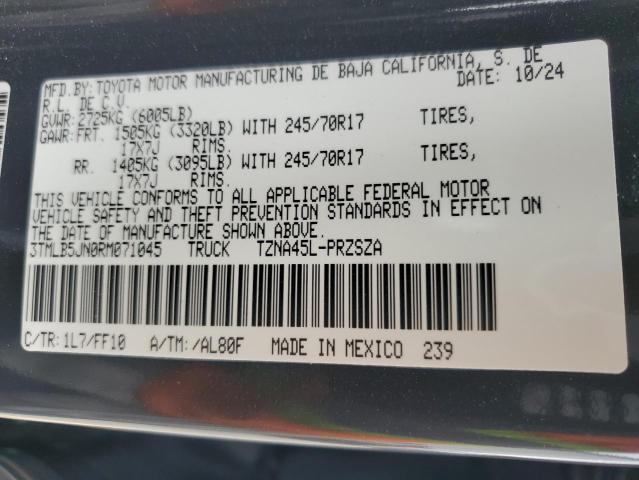 MFD.BY:TOYOTA MOTOR MANUFACTURING DE BAJA CALIFORNIA, S. DE
R.L. DE C.V. DATE: 10/24
GVWR: 2725KG (6005LB)
GAWR:FRT. 1505KG (3320LB) WITH 245/70R17 TIRES,
17X7J RIMS.
RR. 1405KG (3095LB) WITH 245/70R17 TIRES,
17X7J RIMS.
THIS VEHICLE CONFORMS TO ALL APPLICABLE FEDERAL MOTOR
VEHICLE SAFETY AND THEFT PREVENTION STANDARDS IN EFFECT ON
THE DATE OF MANUFACTURE SHOWN ABOVE.
3TMLB5JN0RM071045 TRUCK TZNA45L-PRZSZA
C/TR:1L7/FF10 A/TM:/AL80F MADE IN MEXICO 239